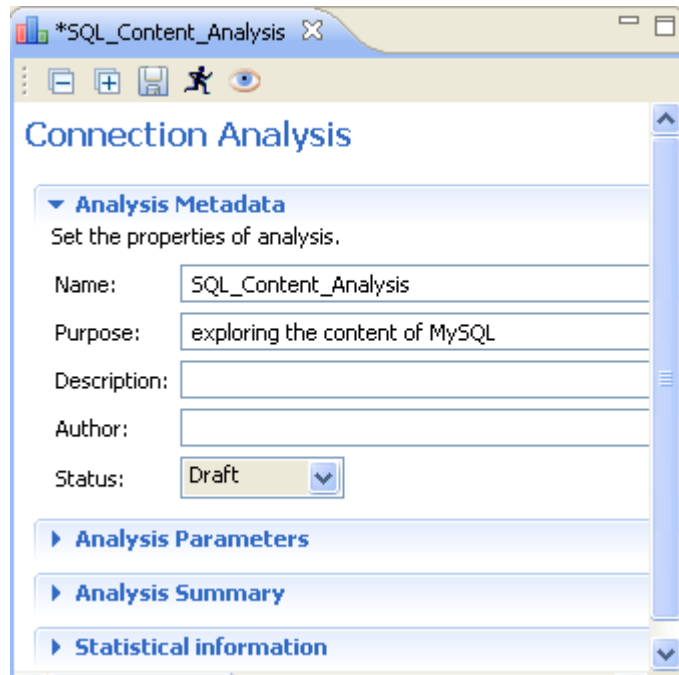 *SQL_Content_Analysis
Connection Analysis
Analysis Metadata
Set the properties of analysis.
Name: SQL_Content_Analysis
Purpose: exploring the content of MySQL
Description:
Author:
Status: Draft
Analysis Parameters
Analysis Summary
Statistical information